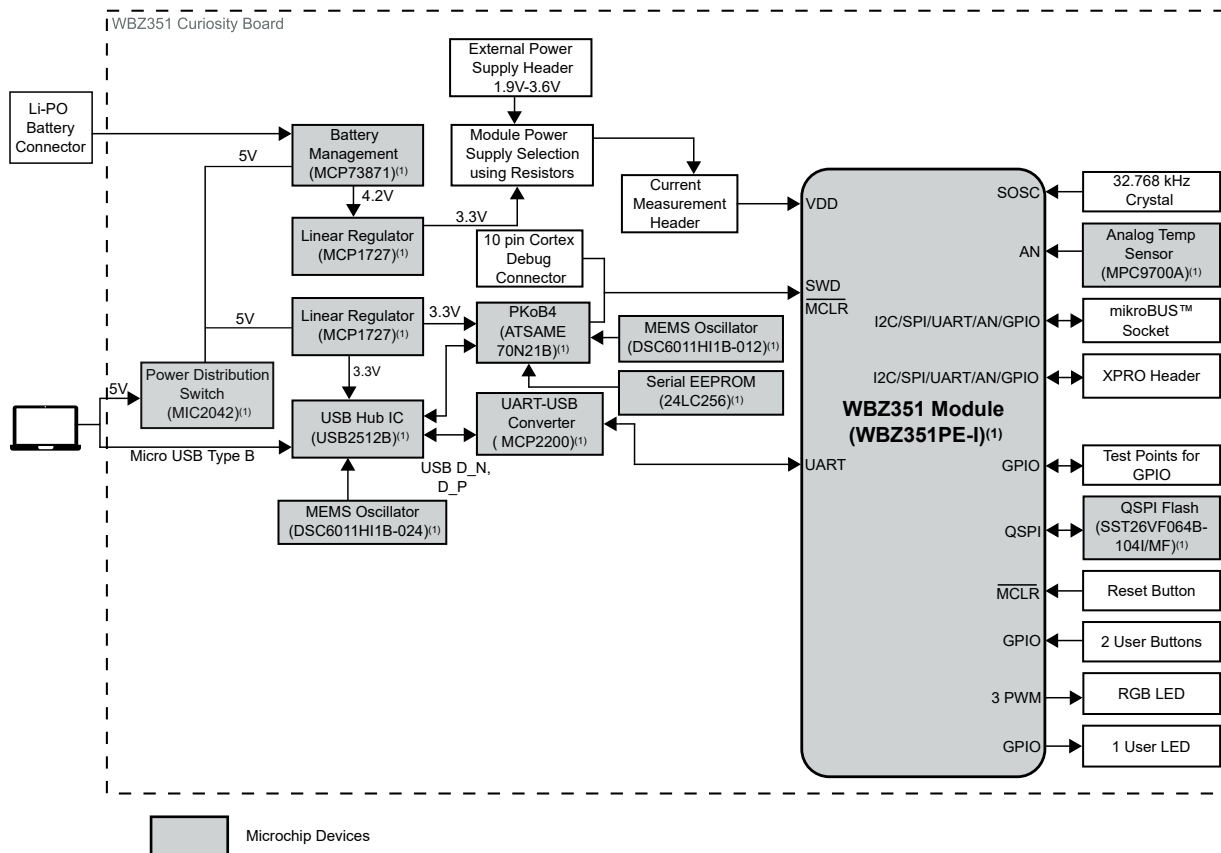 WBZ351 Curiosity Board
External Power
Supply Header
1.9V-3.6V
Li-PO
Battery
Connector
Battery
Management
(MCP73871)(1)
Module Power
Supply Selection
using Resistors
Current
Measurement
Header
5V
4.2V
3.3V
Linear Regulator
(MCP1727)(1)
10 pin Cortex
Debug
Connector
Linear Regulator
(MCP1727)(1)
5V
3.3V
PKoB4
(ATSAME
70N21B)(1)
MEMS Oscillator
(DSC6011HI1B-012)(1)
3.3V
Power Distribution
Switch
(MIC2042)(1)
5V
Serial EEPROM
(24LC256)(1)
USB Hub IC
(USB2512B)(1)
UART-USB
Converter
( MCP2200)(1)
Micro USB Type B
USB D_N,
D_P
MEMS Oscillator
(DSC6011HI1B-024)(1)
VDD
SWD
MCLR
UART
WBZ351 Module
(WBZ351PE-I)(1)
SOSC
32.768 kHz
Crystal
AN
Analog Temp
Sensor
(MPC9700A)(1)
I2C/SPI/UART/AN/GPIO
mikroBUS™
Socket
I2C/SPI/UART/AN/GPIO
XPRO Header
GPIO
Test Points for
GPIO
QSPI
QSPI Flash
(SST26VF064B-
104I/MF)(1)
MCLR
Reset Button
GPIO
2 User Buttons
3 PWM
RGB LED
GPIO
1 User LED
Microchip Devices